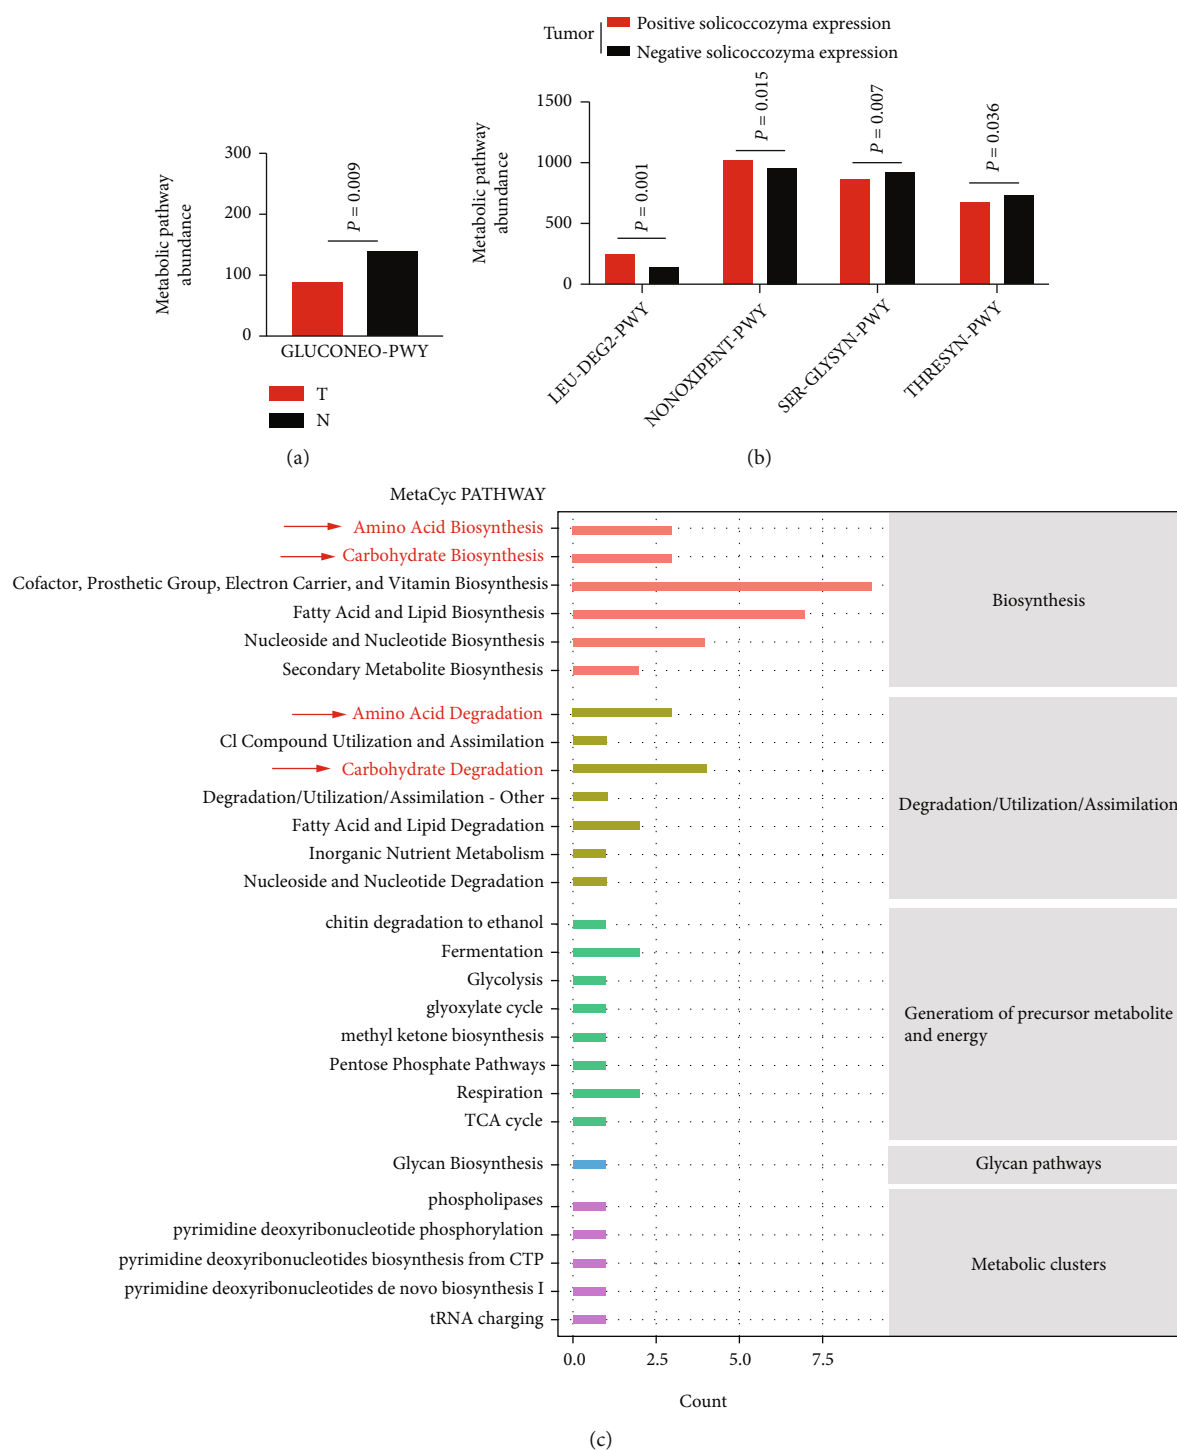 Tumor
Positive solicoccozyma expression
Negative solicoccozyma expression
Metabolic pathway
abundance
300
200
100
0
P = 0.009
GLUCONEO-PWY
T
N
(a)
Metabolic pathway
abundance
1500
1000
500
0
P = 0.001
P = 0.015
P = 0.007
P = 0.036
LEU-DEG2-PWY
NONOXIPENT-PWY
SER-GLYSYN-PWY
THRESYN-PWY
(b)
MetaCyc PATHWAY
Amino Acid Biosynthesis
Carbohydrate Biosynthesis
Cofactor, Prosthetic Group, Electron Carrier, and Vitamin Biosynthesis
Fatty Acid and Lipid Biosynthesis
Nucleoside and Nucleotide Biosynthesis
Secondary Metabolite Biosynthesis
Biosynthesis
Amino Acid Degradation
Cl Compound Utilization and Assimilation
Carbohydrate Degradation
Degradation/Utilization/Assimilation - Other
Fatty Acid and Lipid Degradation
Inorganic Nutrient Metabolism
Nucleoside and Nucleotide Degradation
Degradation/Utilization/Assimilation
chitin degradation to ethanol
Fermentation
Glycolysis
glyoxylate cycle
methyl ketone biosynthesis
Pentose Phosphate Pathways
Respiration
TCA cycle
Generatiom of precursor metabolite
and energy
Glycan Biosynthesis
Glycan pathways
phospholipases
pyrimidine deoxyribonucleotide phosphorylation
pyrimidine deoxyribonucleotides biosynthesis from CTP
pyrimidine deoxyribonucleotides de novo biosynthesis I
tRNA charging
Metabolic clusters
0.0
2.5
5.0
7.5
Count
(c)